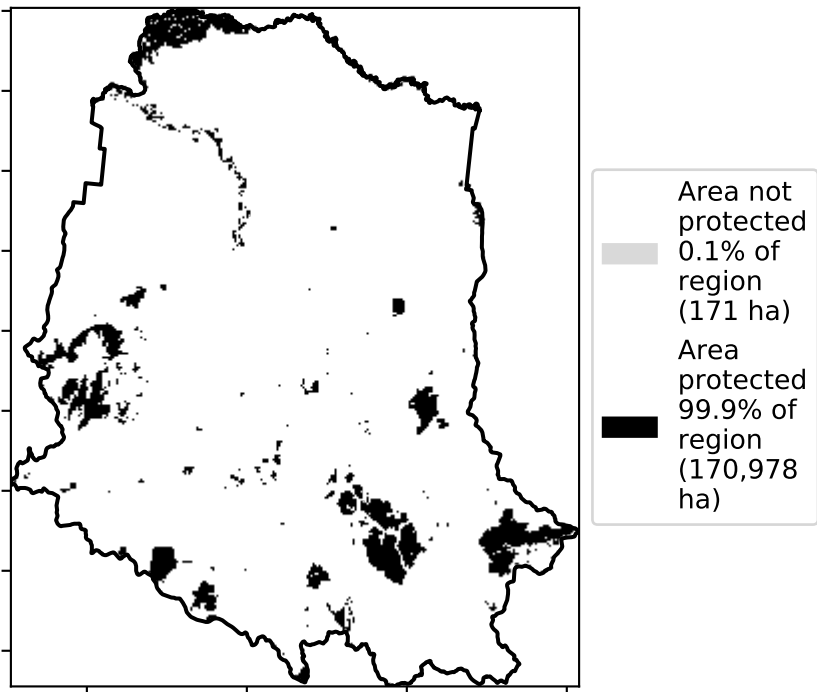 Area not
protected
0.1% of
region
(171 ha)
Area
protected
99.9% of
region
(170,978
ha)